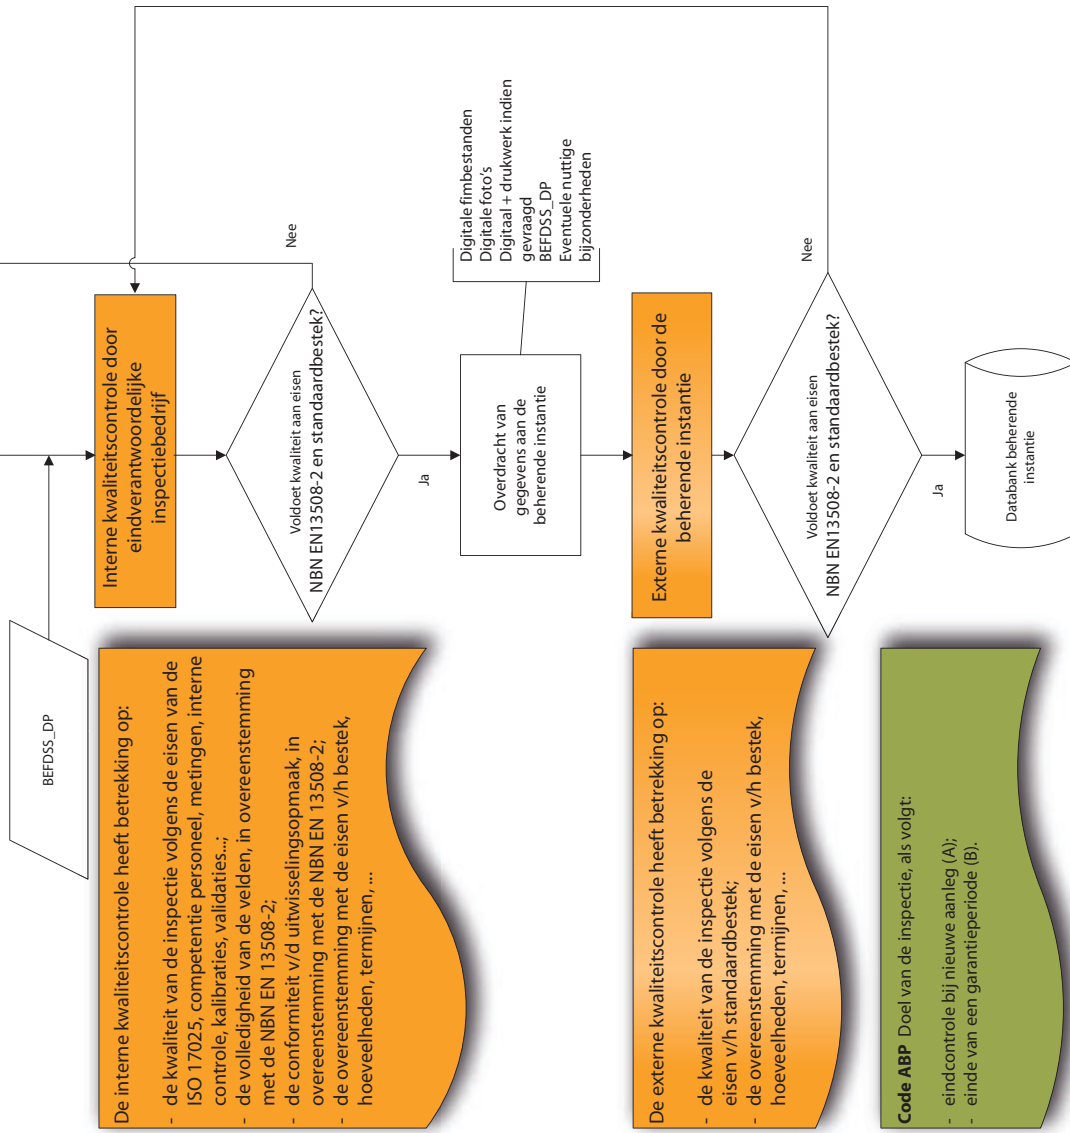 BEFDSS_DP
Interne kwaliteitscontrole door
eindverantwoordelijke
inspectiebedrijf
Voldoet kwaliteit aan eisen
NBN EN13508-2 en standaardbestek?
Nee
Ja
Overdracht van
gegevens aan de
beherende instantie
Digitale fimbestanden
Digitale foto's
Digitaal + drukwerk indien
gevraagd
BEFDSS_DP
Eventuele nuttige
bijzonderheden
Externe kwaliteitscontrole door de
beherende instantie
Voldoet kwaliteit aan eisen
NBN EN13508-2 en standaardbestek?
Nee
Ja
Databank beherende
instantie
De interne kwaliteitscontrole heeft betrekking op:
- de kwaliteit van de inspectie volgens de eisen van de
ISO 17025, competentie personeel, metingen, interne
controle, kalibraties, validaties...;
- de volledigheid van de velden, in overeenstemming
met de NBN EN 13508-2;
- de conformiteit v/d uitwisselingsopmaak, in
overeenstemming met de NBN EN 13508-2;
- de overeenstemming met de eisen v/h bestek,
hoeveelheden, termijnen, ...
De externe kwaliteitscontrole heeft betrekking op:
- de kwaliteit van de inspectie volgens de
eisen v/h standaardbestek;
- de overeenstemming met de eisen v/h bestek,
hoeveelheden, termijnen, ...
Code ABP Doel van de inspectie, als volgt:
- eindcontrole bij nieuwe aanleg (A);
- einde van een garantieperiode (B).